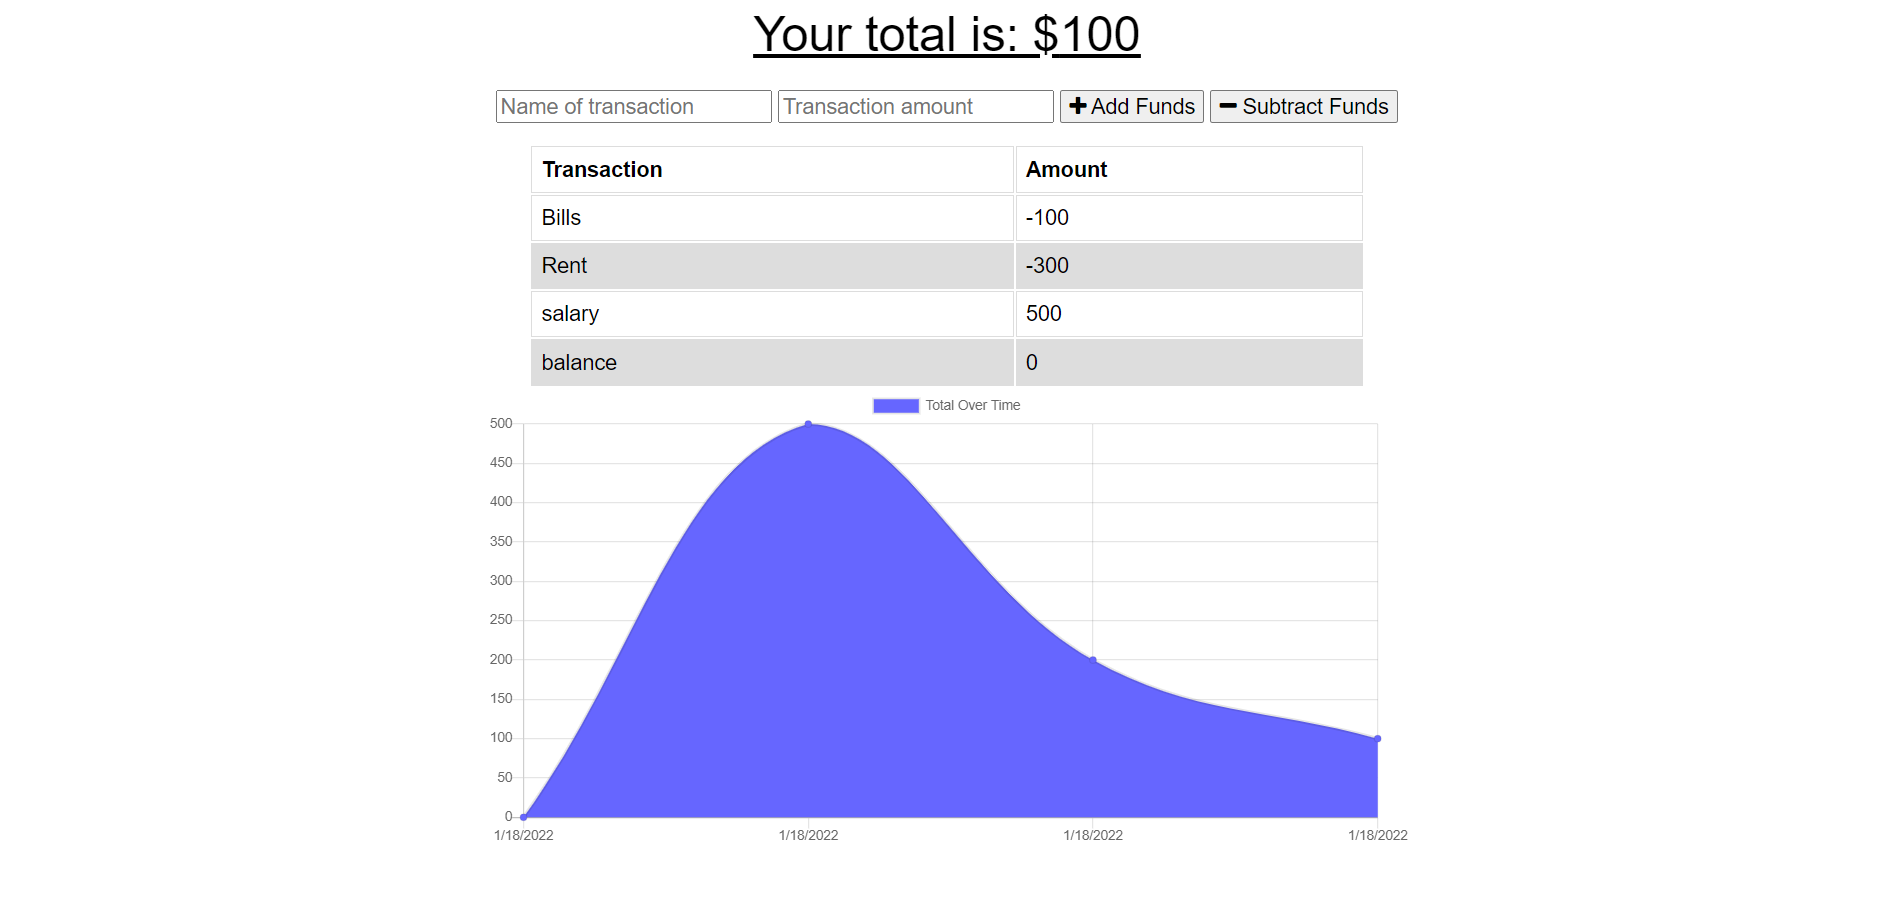 Your total is: $100
Name of transaction Transaction amount Add Funds Subtract Funds
Transaction Amount
Bills -100
Rent -300
salary 500
balance 0
Total Over Time
500
450
400
350
300
250
200
150
100
50
0
1/18/2022 1/18/2022 1/18/2022 1/18/2022